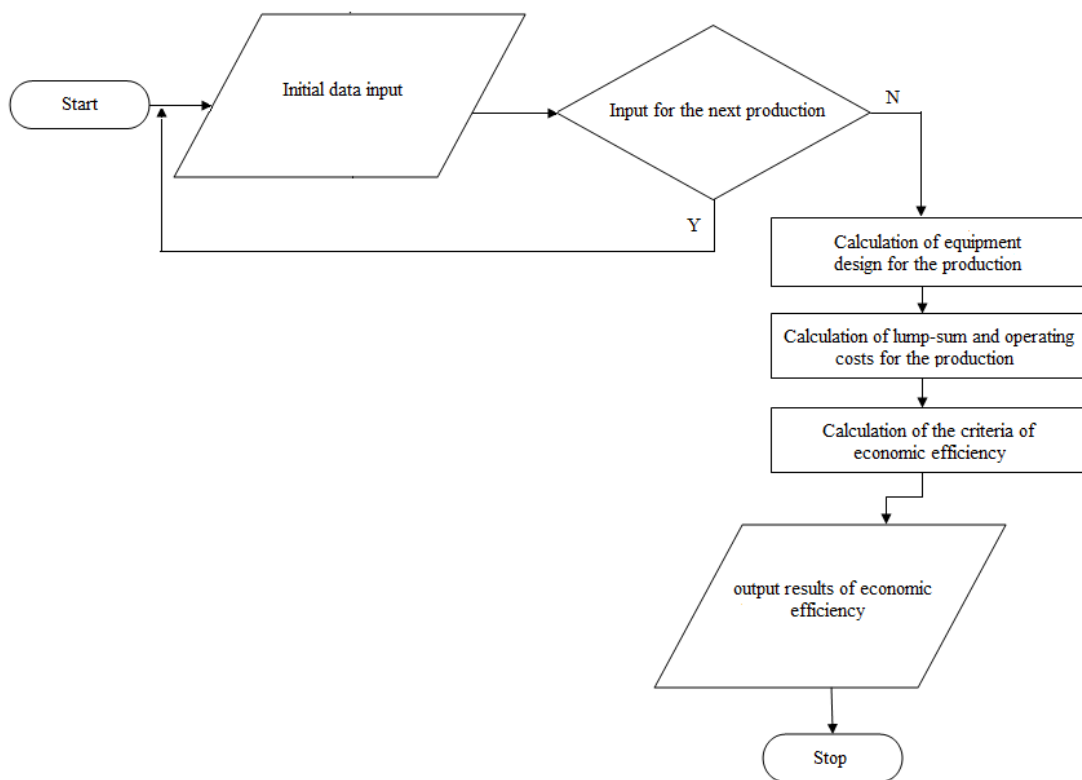 Start
Initial data input
Input for the next production
N
Y
Calculation of equipment
design for the production
Calculation of lump-sum and operating
costs for the production
Calculation of the criteria of
economic efficiency
output results of economic
efficiency
Stop